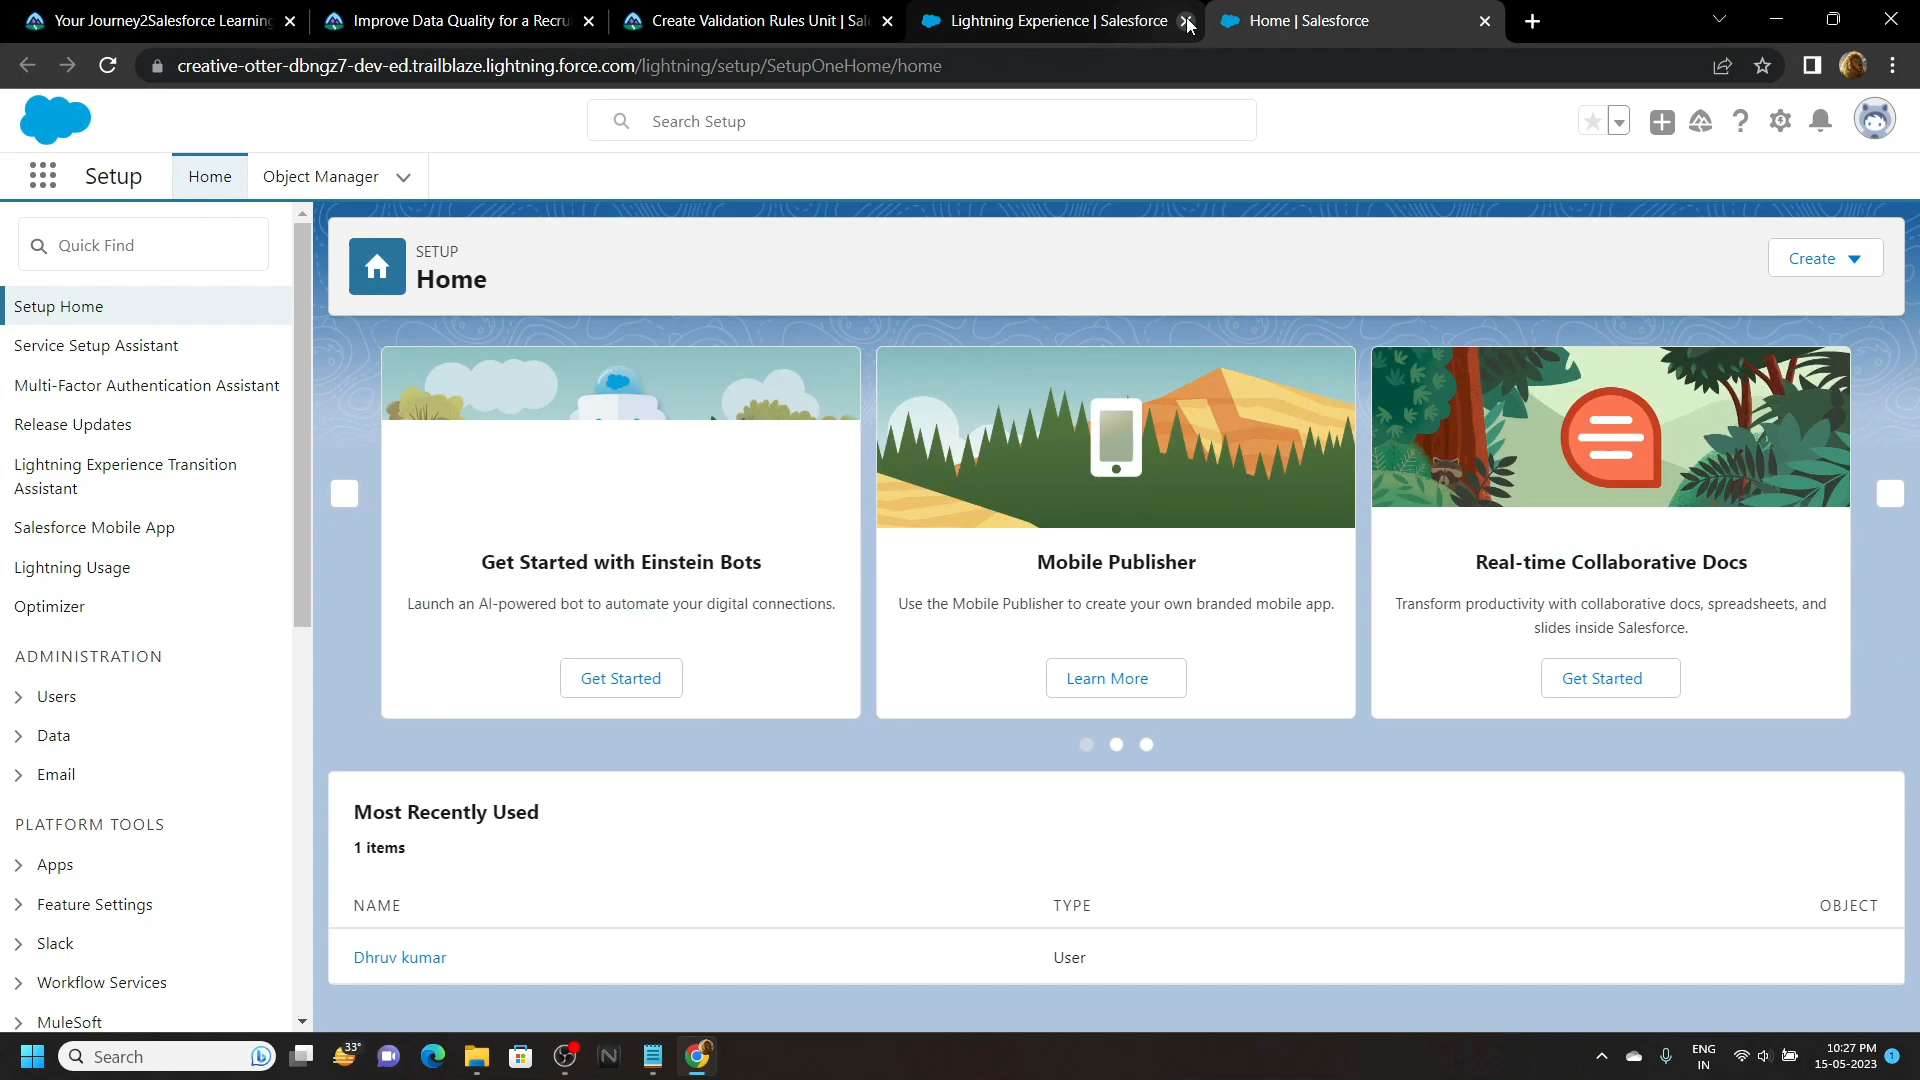 Your Journey2Salesforce Learning
Improve Data Quality for a Recru
Create Validation Rules Unit | Sal
Lightning Experience | Salesforce
Home | Salesforce
creative-otter-dbngz7-dev-ed.trailblaze.lightning.force.com/lightning/setup/SetupOneHome/home
Search Setup
Setup
Home
Object Manager
Quick Find
SETUP
Home
Create
Setup Home
Service Setup Assistant
Multi-Factor Authentication Assistant
Release Updates
Lightning Experience Transition
Assistant
Salesforce Mobile App
Lightning Usage
Optimizer
ADMINISTRATION
Users
Data
Email
PLATFORM TOOLS
Apps
Feature Settings
Slack
Workflow Services
MuleSoft
Get Started with Einstein Bots
Launch an AI-powered bot to automate your digital connections.
Get Started
Mobile Publisher
Use the Mobile Publisher to create your own branded mobile app.
Learn More
Real-time Collaborative Docs
Transform productivity with collaborative docs, spreadsheets, and
slides inside Salesforce.
Get Started
Most Recently Used
1 items
NAME
TYPE
OBJECT
Dhruv kumar
User
Search
33°
ENG
IN
10:27 PM
15-05-2023
1